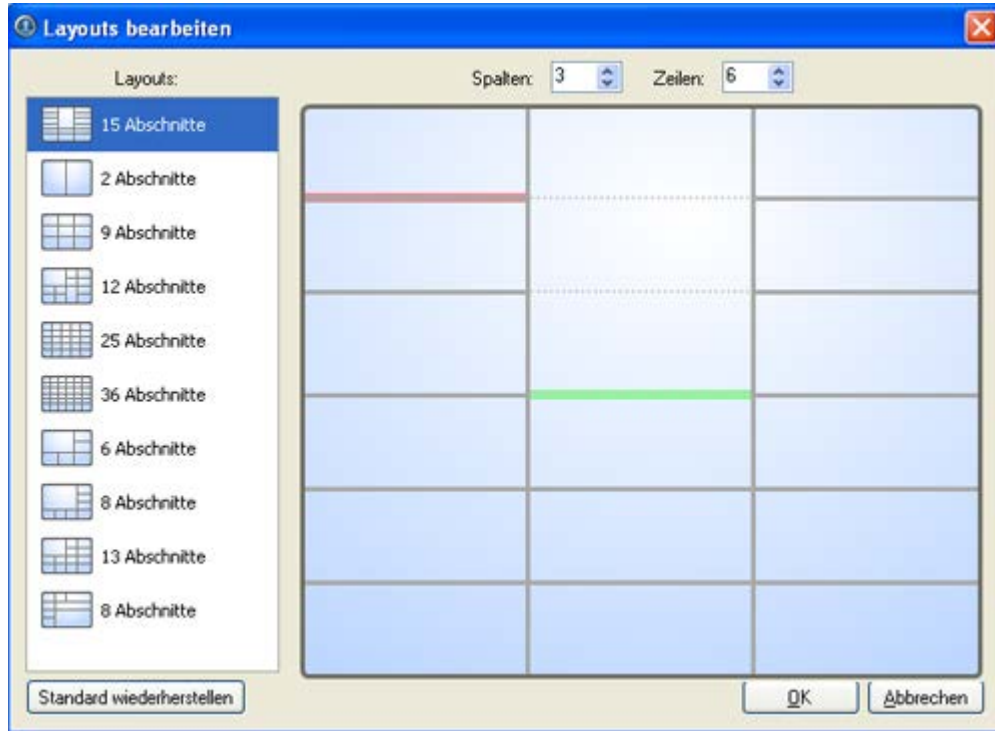 Layouts bearbeiten
Layouts:
Spalten: 3 Zeilen: 6
15 Abschnitte
2 Abschnitte
9 Abschnitte
12 Abschnitte
25 Abschnitte
36 Abschnitte
6 Abschnitte
8 Abschnitte
13 Abschnitte
8 Abschnitte
Standard wiederherstellen
OK
Abbrechen